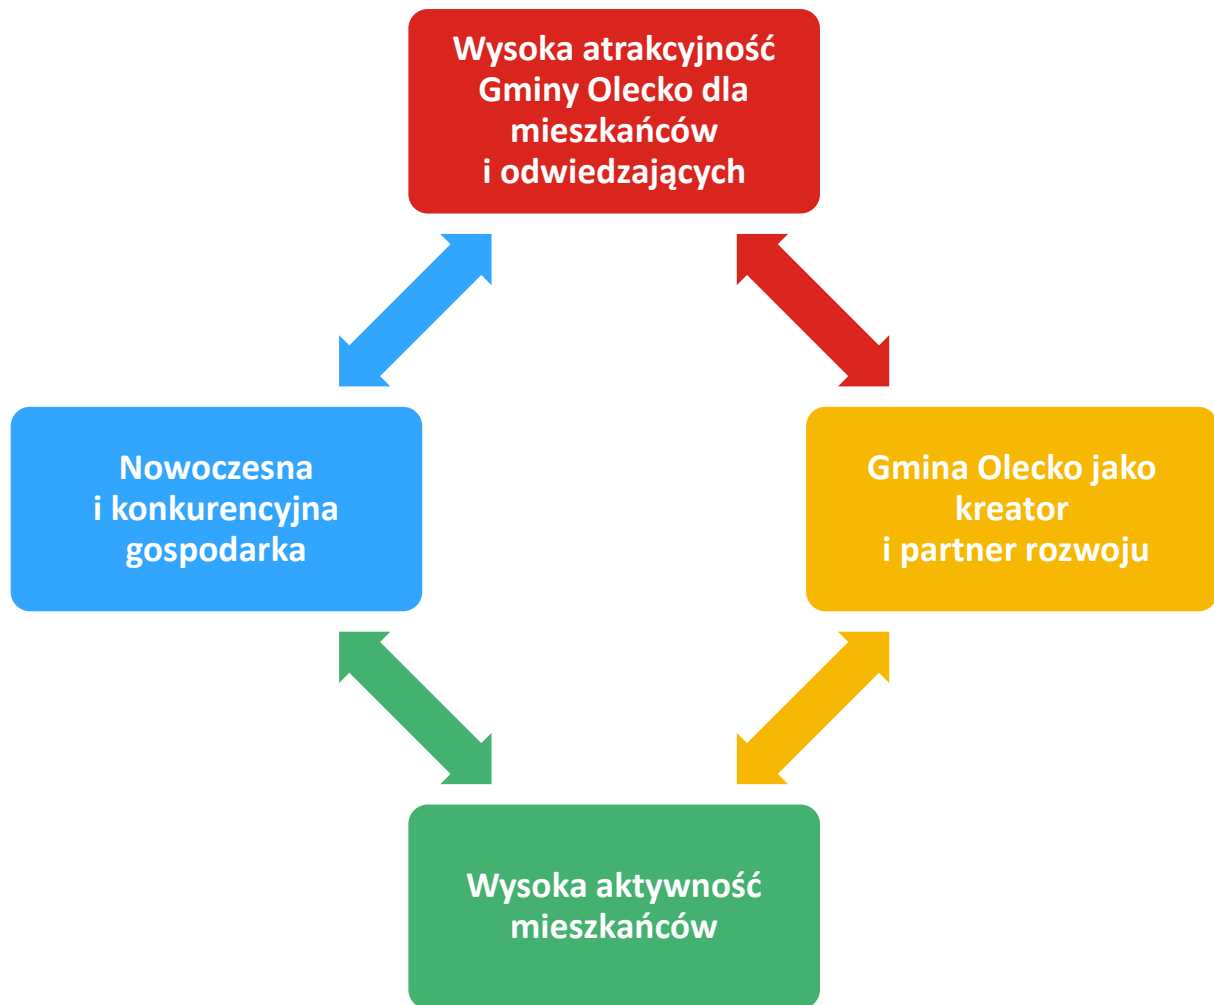 Wysoka atrakcyjność
Gminy Olecko dla
mieszkańców
i odwiedzających
Nowoczesna
i konkurencyjna
gospodarka
Gmina Olecko jako
kreator
i partner rozwoju
Wysoka aktywność
mieszkańców